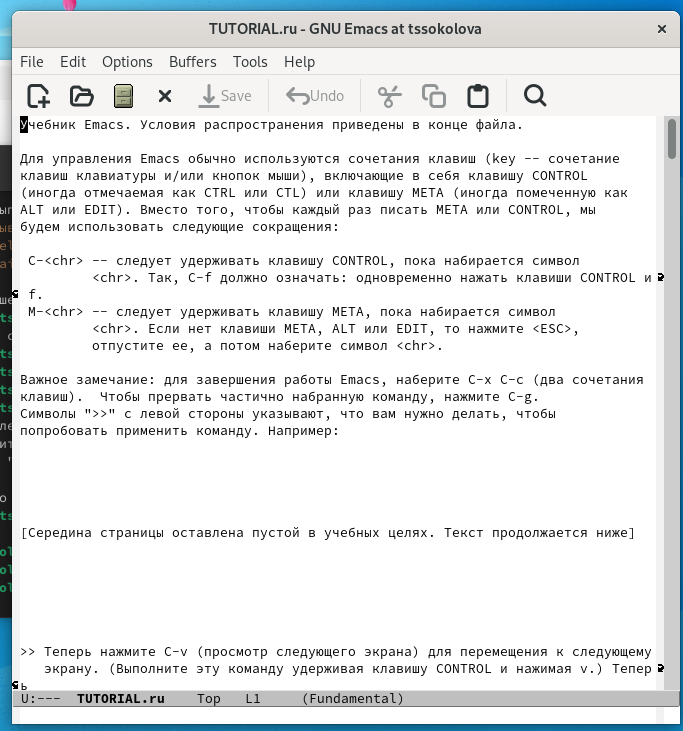 TUTORIAL.ru - GNU Emacs at tssokolova
File Edit Options Buffers Tools Help
Save Undo
Учебник Emacs. Условия распространения приведены в конце файла.
Для управления Emacs обычно используются сочетания клавиш (key -- сочетание
клавиш клавиатуры и/или кнопок мыши), включающие в себя клавишу CONTROL
(иногда отмечаемая как CTRL или CTL) или клавишу META (иногда помеченную как
ALT или EDIT). Вместо того, чтобы каждый раз писать META или CONTROL, мы
будем использовать следующие сокращения:
C-<chr> -- следует удерживать клавишу CONTROL, пока набирается символ
<chr>. Так, C-f должно означать: одновременно нажать клавиши CONTROL и
f.
M-<chr> -- следует удерживать клавишу META, пока набирается символ
<chr>. Если нет клавиши META, ALT или EDIT, то нажмите <ESC>,
отпустите ее, а потом наберите символ <chr>.
Важное замечание: для завершения работы Emacs, наберите C-x C-c (два сочетания
клавиш).  Чтобы прервать частично набранную команду, нажмите C-g.
Символы ">>" с левой стороны указывают, что вам нужно делать, чтобы
попробовать применить команду. Например:
[Середина страницы оставлена пустой в учебных целях. Текст продолжается ниже]
>> Теперь нажмите C-v (просмотр следующего экрана) для перемещения к следующему
экрану. (Выполните эту команду удерживая клавишу CONTROL и нажимая v.) Тепер
ь
U:--- TUTORIAL.ru Top L1 (Fundamental)